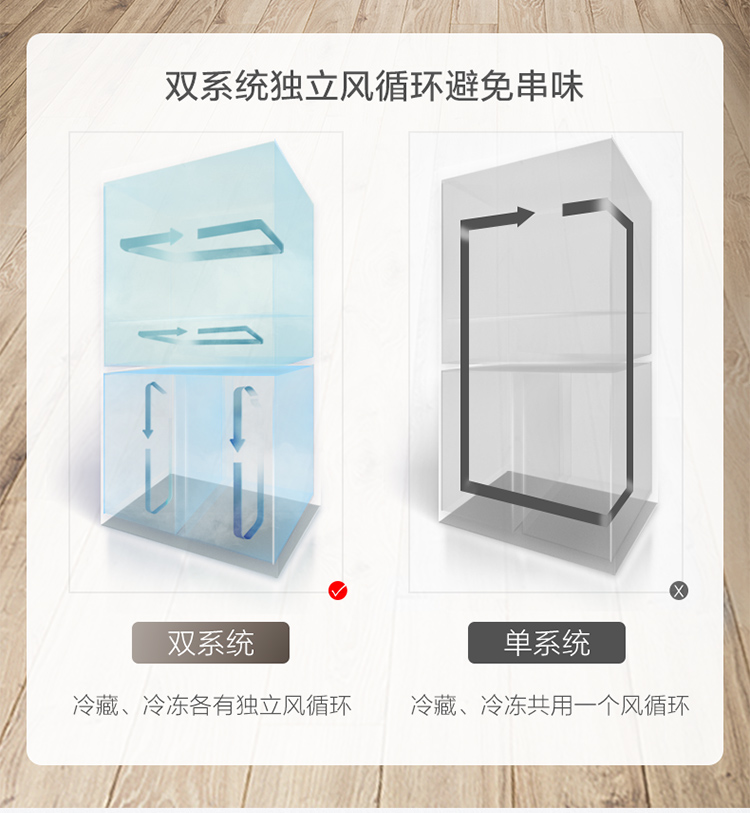 双系统独立风循环避免串味
双系统
单系统
冷藏、冷冻各有独立风循环
冷藏、冷冻共用一个风循环